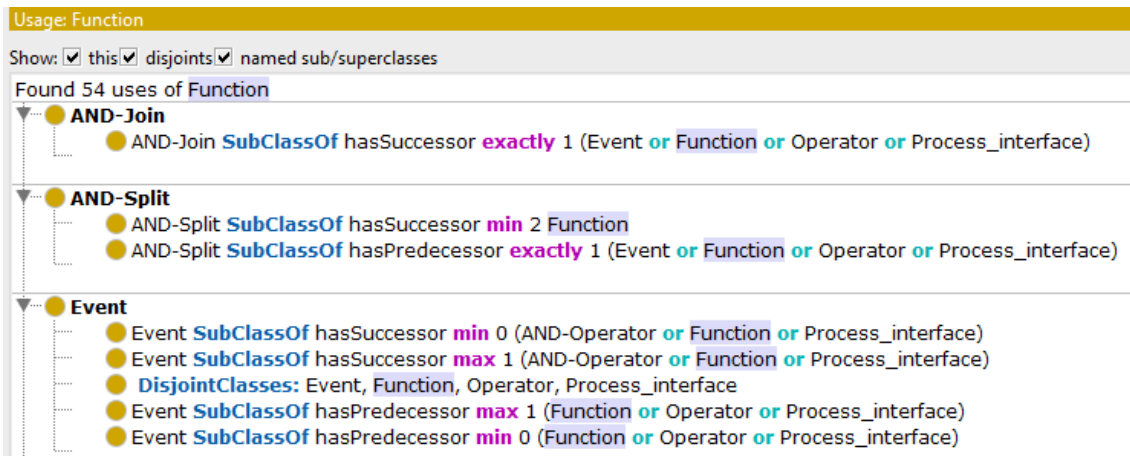 Usage: Function
Show: this disjoints named sub/superclasses
Found 54 uses of Function
AND-Join
AND-Join SubClassOf hasSuccessor exactly 1 (Event or Function or Operator or Process_interface)
AND-Split
AND-Split SubClassOf hasSuccessor min 2 Function
AND-Split SubClassOf hasPredecessor exactly 1 (Event or Function or Operator or Process_interface)
Event
Event SubClassOf hasSuccessor min 0 (AND-Operator or Function or Process_interface)
Event SubClassOf hasSuccessor max 1 (AND-Operator or Function or Process_interface)
DisjointClasses: Event, Function, Operator, Process_interface
Event SubClassOf hasPredecessor max 1 (Function or Operator or Process_interface)
Event SubClassOf hasPredecessor min 0 (Function or Operator or Process_interface)